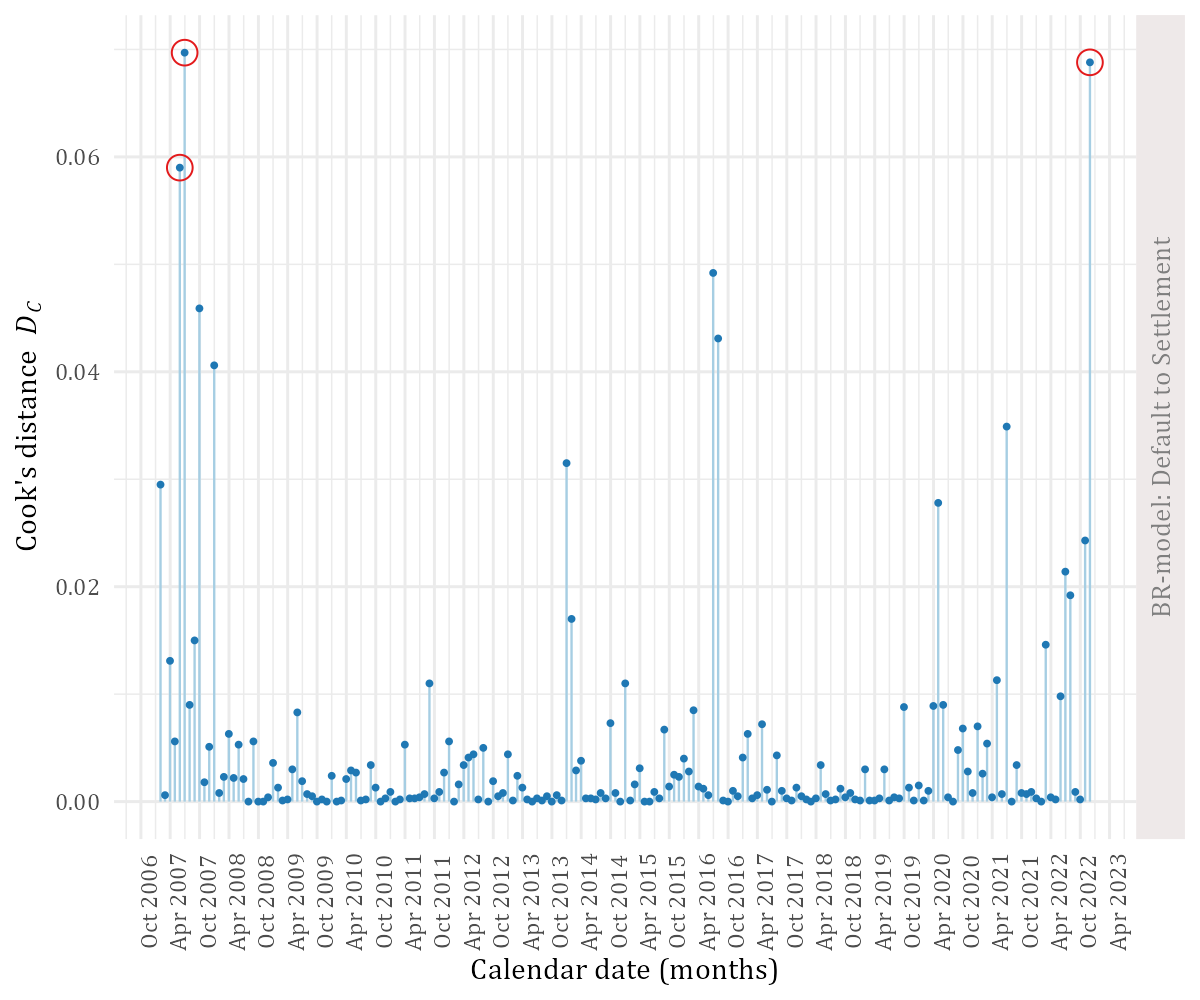 0.06
0.04
0.02
0.00
Cook's distance D_C
Oct 2006
Apr 2007
Oct 2007
Apr 2008
Oct 2008
Apr 2009
Oct 2009
Apr 2010
Oct 2010
Apr 2011
Oct 2011
Apr 2012
Oct 2012
Apr 2013
Oct 2013
Apr 2014
Oct 2014
Apr 2015
Oct 2015
Apr 2016
Oct 2016
Apr 2017
Oct 2017
Apr 2018
Oct 2018
Apr 2019
Oct 2019
Apr 2020
Oct 2020
Apr 2021
Oct 2021
Apr 2022
Oct 2022
Apr 2023
Calendar date (months)
BR-model: Default to Settlement